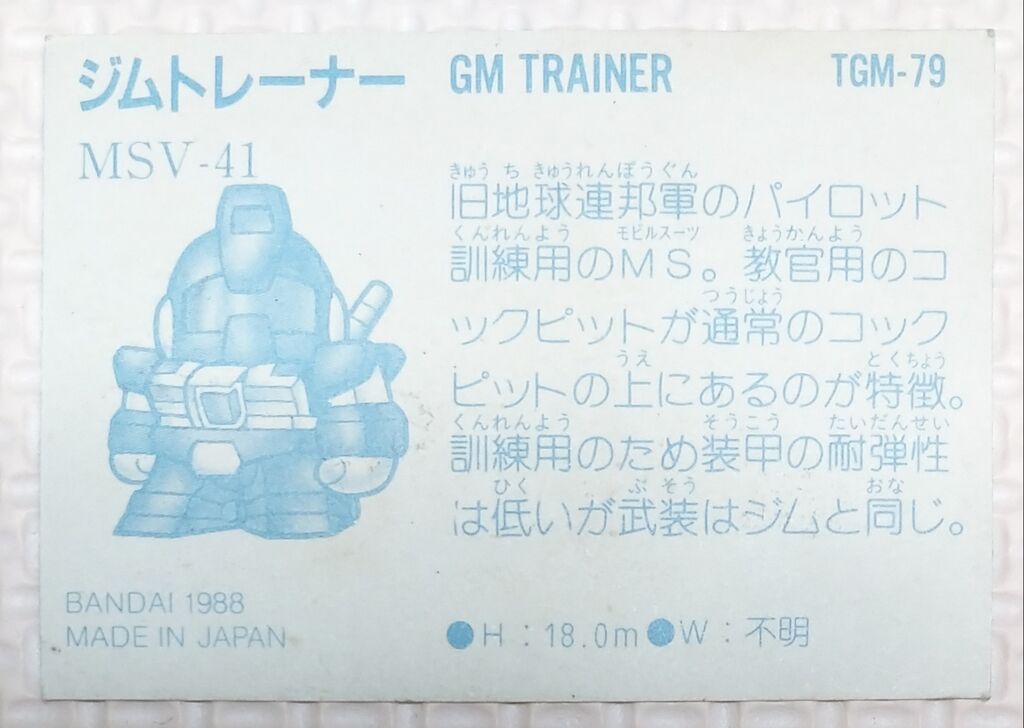 ジムトレーナー GM TRAINER TGM-79
MSV-41
きゅう ち きゅうれんぽうぐん
旧地球連邦軍のパイロット
くんれんよう モビルスーツ きょうかんよう
訓練用のMS。教官用のコ
つうじょう
ックピットが通常のコック
うえ とくちょう
ピットの上にあるのが特徴。
くんれんよう そうこう たいだんせい
訓練用のため装甲の耐弾性
ひく ぶ そう おな
は低いが武装はジムと同じ。
BANDAI 1988
MADE IN JAPAN
●H:18.0m●W:不明